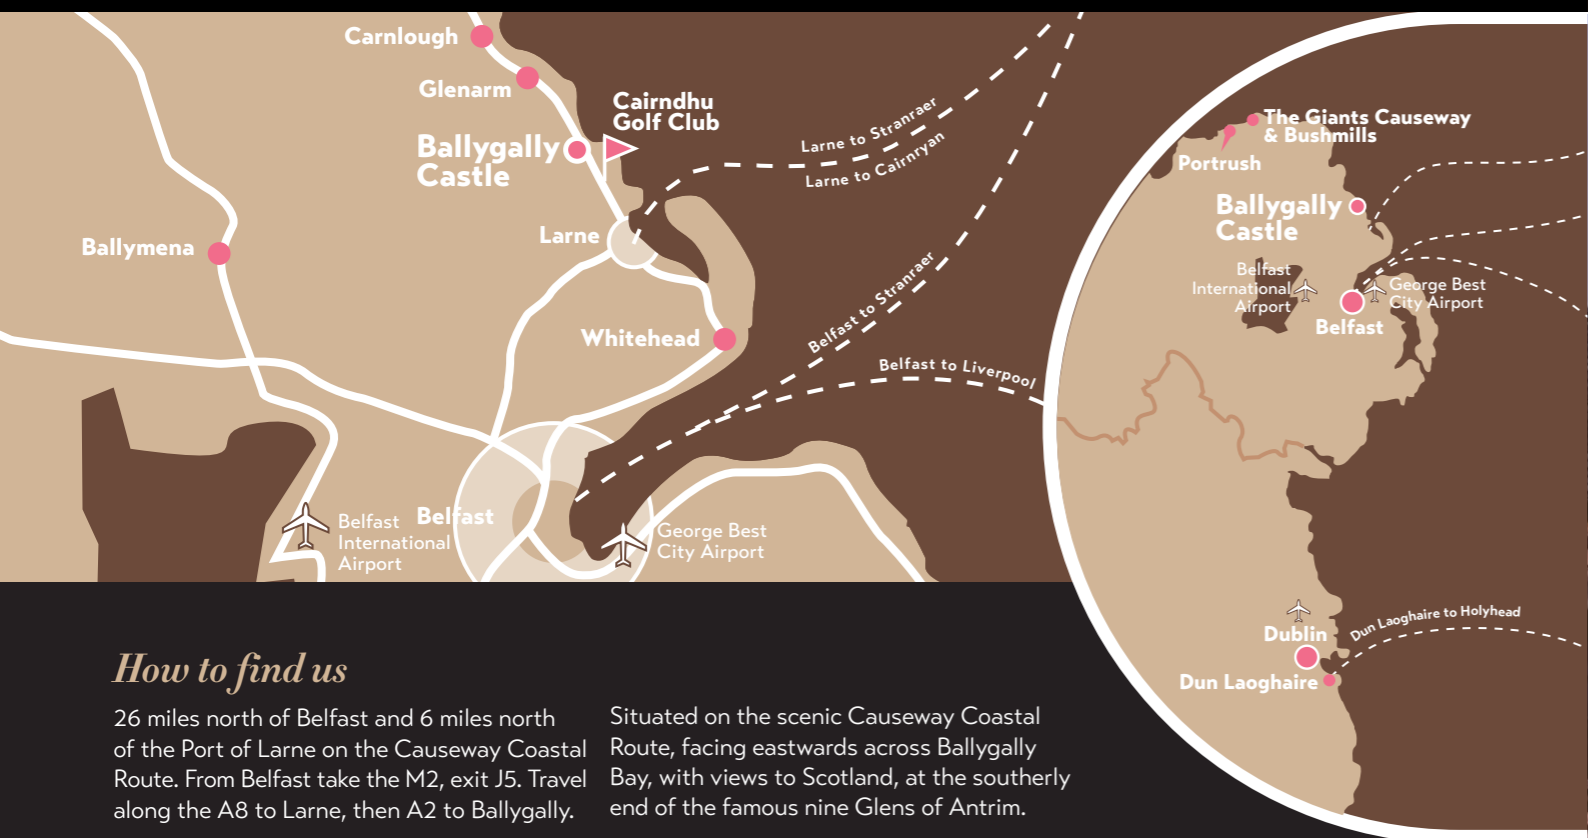 Carnlough
Glenarm
Cairndhu
Golf Club
Ballygally
Castle
Larne to Stranraer
Larne to Cairnryan
Larne
Ballymena
Whitehead
Belfast to Stranraer
Belfast to Liverpool
Belfast
International
Airport
Belfast
George Best
City Airport
The Giants Causeway
& Bushmills
Portrush
Ballygally
Castle
Belfast
International
Airport
George Best
City Airport
Belfast
Dublin
Dun Laoghaire to Holyhead
Dun Laoghaire
How to find us
26 miles north of Belfast and 6 miles north
of the Port of Larne on the Causeway Coastal
Route. From Belfast take the M2, exit J5. Travel
along the A8 to Larne, then A2 to Ballygally.
Situated on the scenic Causeway Coastal
Route, facing eastwards across Ballygally
Bay, with views to Scotland, at the southerly
end of the famous nine Glens of Antrim.